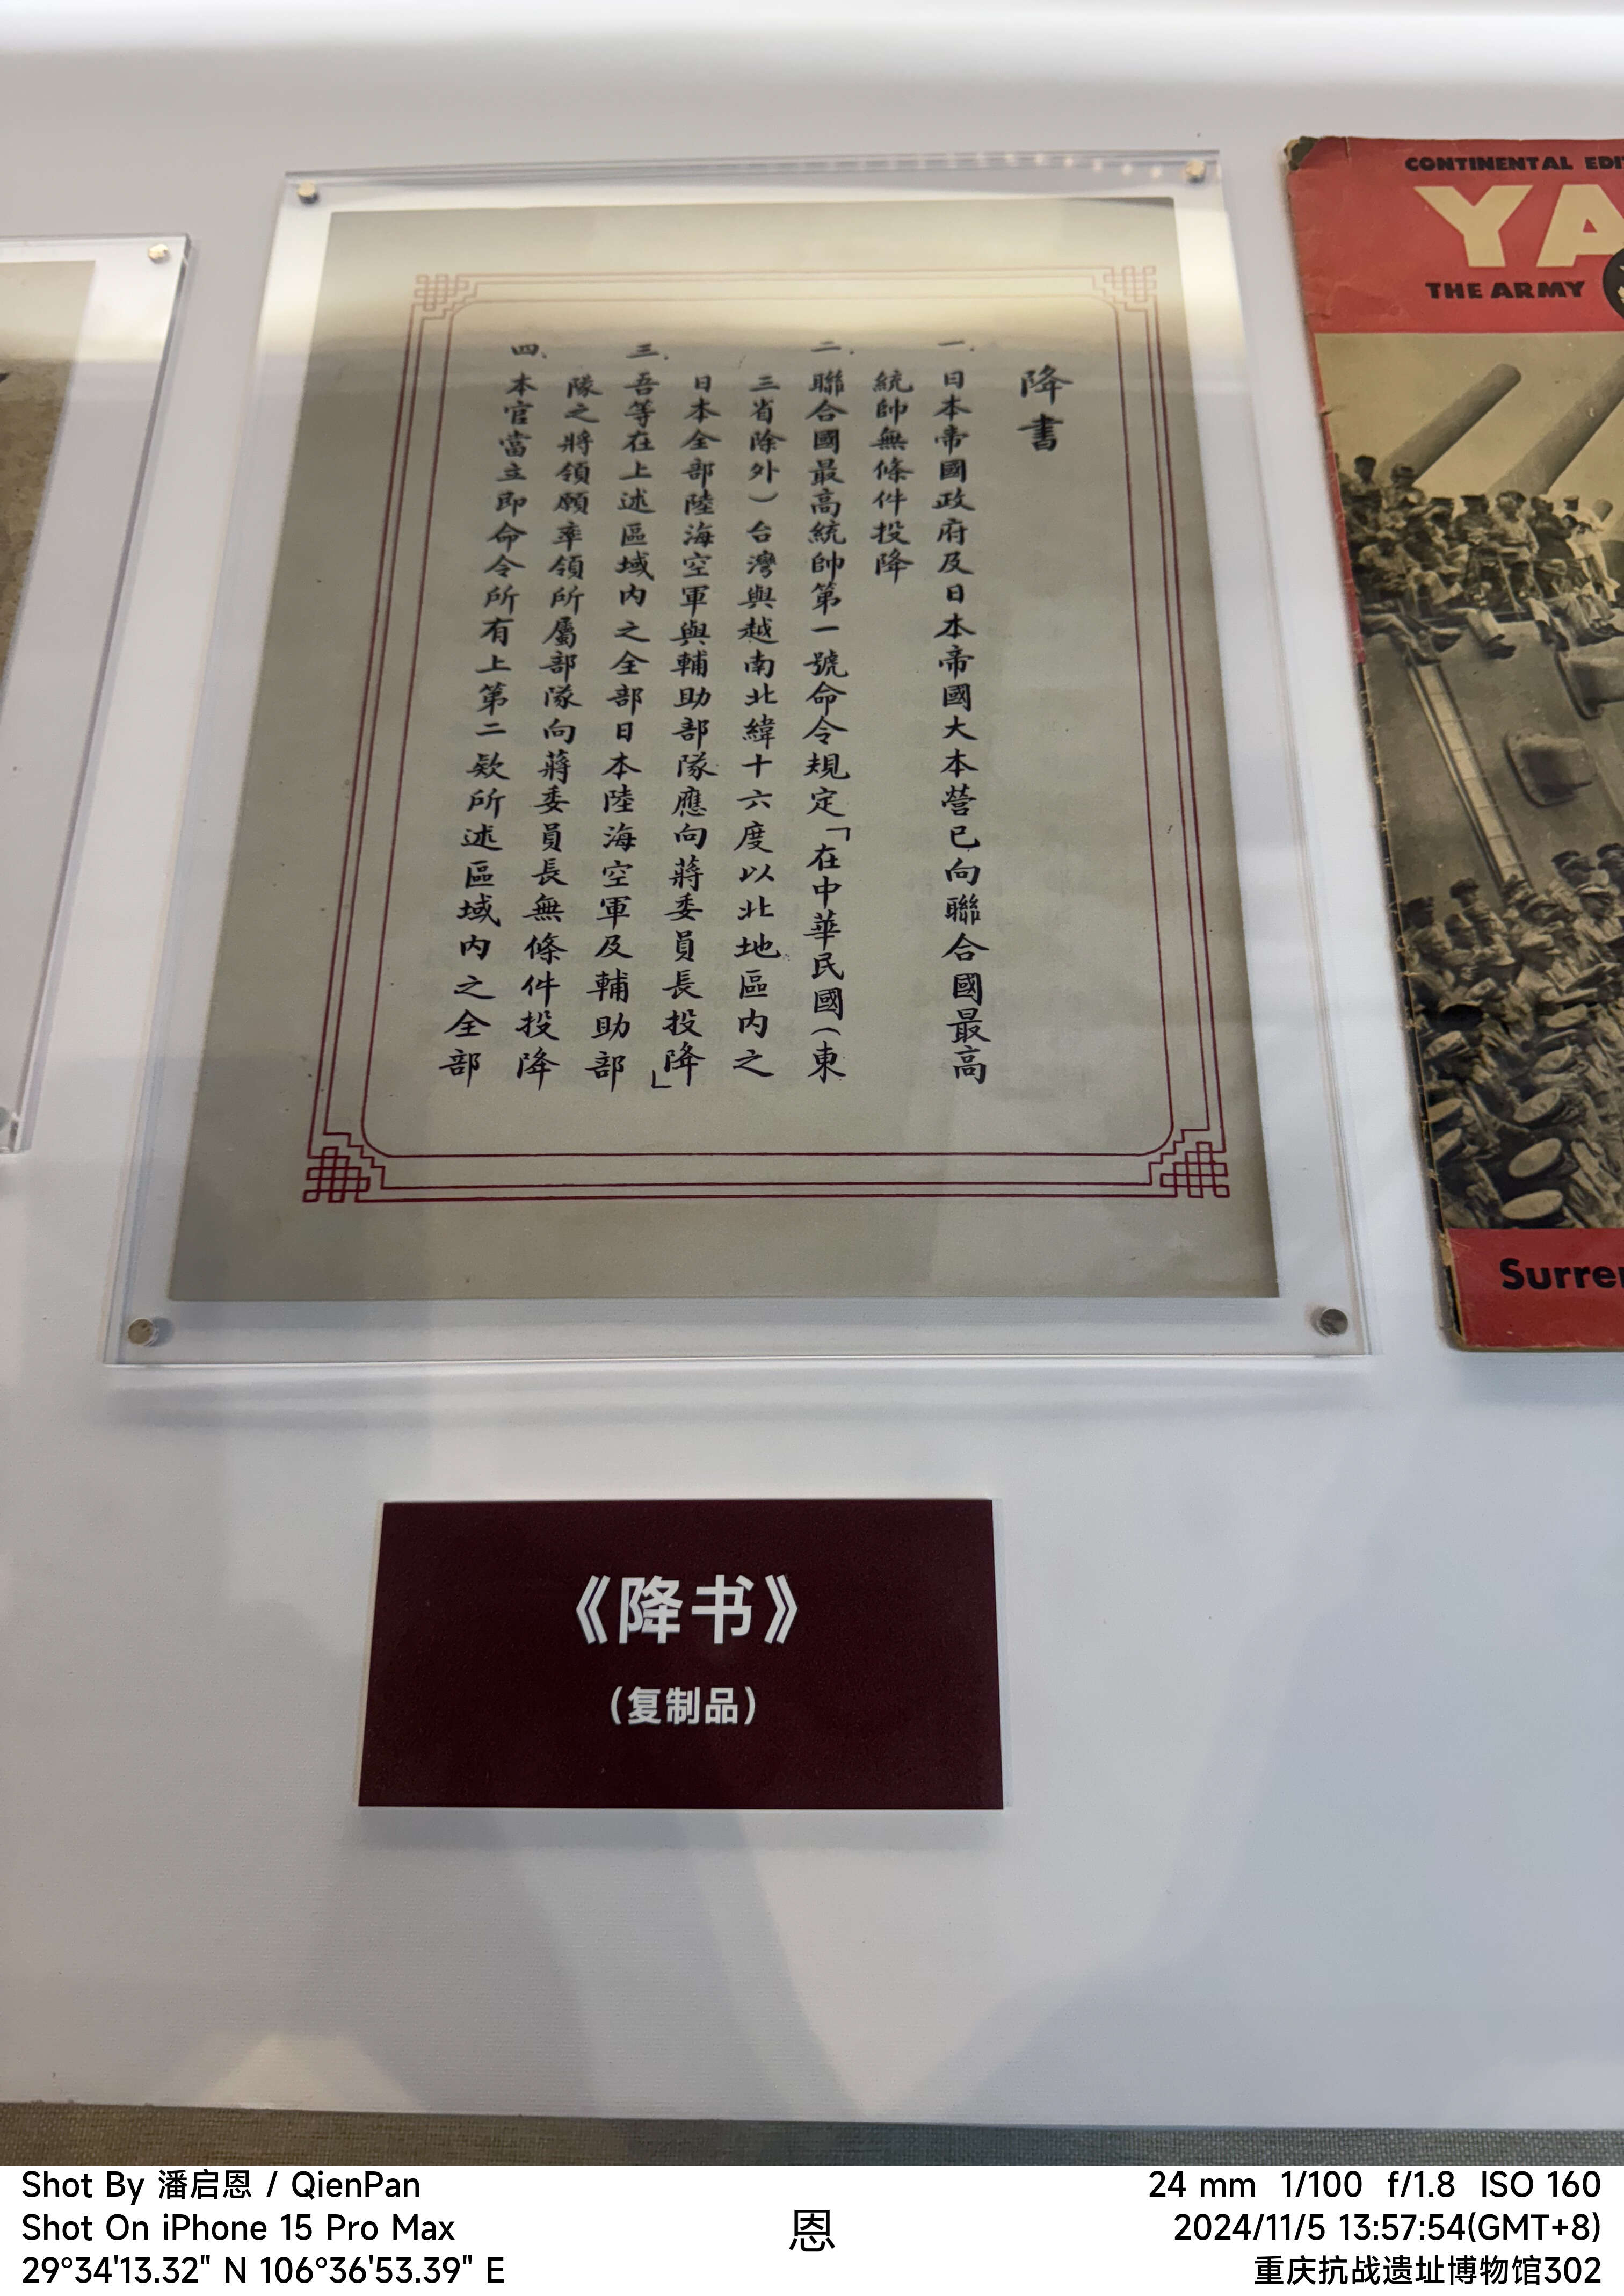 降書
一.日本帝國政府及日本帝國大本營已向聯合國最高
統帥無條件投降
二.聯合國最高統帥第一號命令規定「在中華民國(東
三省除外)台灣與越南北緯十六度以北地區內之
日本全部陸海空軍與輔助部隊應向蔣委員長投降」
三.吾等在上述區域內之全部日本陸海空軍及輔助部
隊之將領願率領所屬部隊向蔣委員長無條件投降
四.本官當立即命令所有上第二欵所述區域內之全部
CONTINENTAL EDI
YA
THE ARMY
Surre
《降书》
(复制品)
Shot By 潘启恩 / QienPan
Shot On iPhone 15 Pro Max
29°34'13.32" N 106°36'53.39" E
恩
24 mm 1/100 f/1.8 ISO 160
2024/11/5 13:57:54(GMT+8)
重庆抗战遗址博物馆302